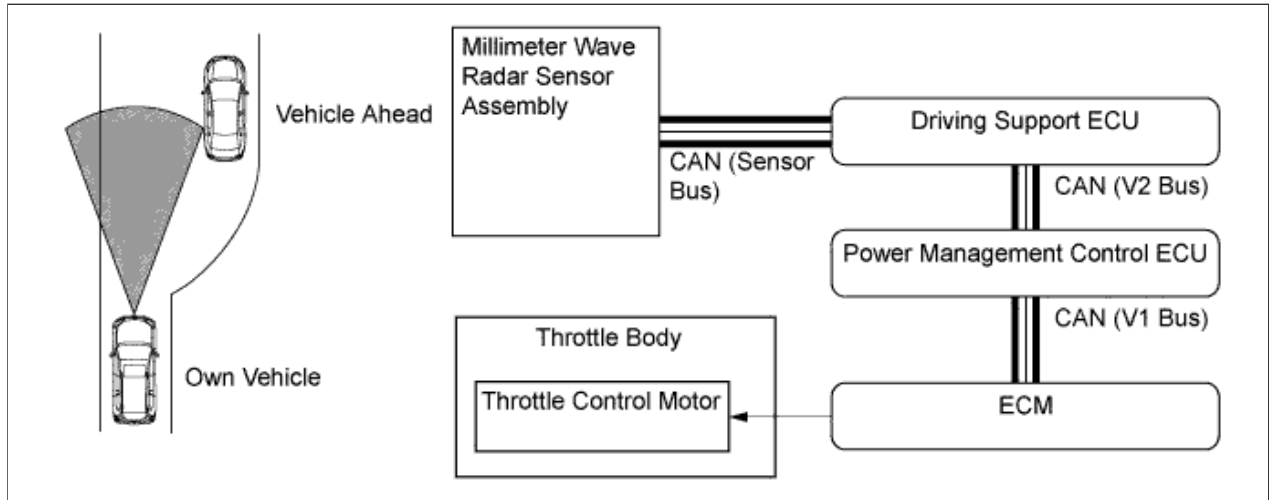 Vehicle Ahead
Own Vehicle
Millimeter Wave
Radar Sensor
Assembly
CAN (Sensor
Bus)
Driving Support ECU
CAN (V2 Bus)
Power Management Control ECU
CAN (V1 Bus)
Throttle Body
Throttle Control Motor
ECM